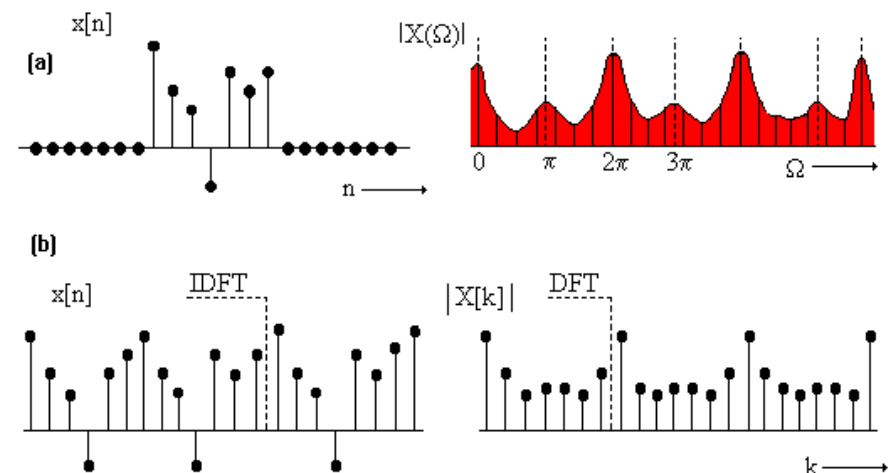 x[n]
|X(Ω)|
(a)
0 π 2π 3π Ω
n
(b)
IDFT DFT
x[n] |X[k]|
k